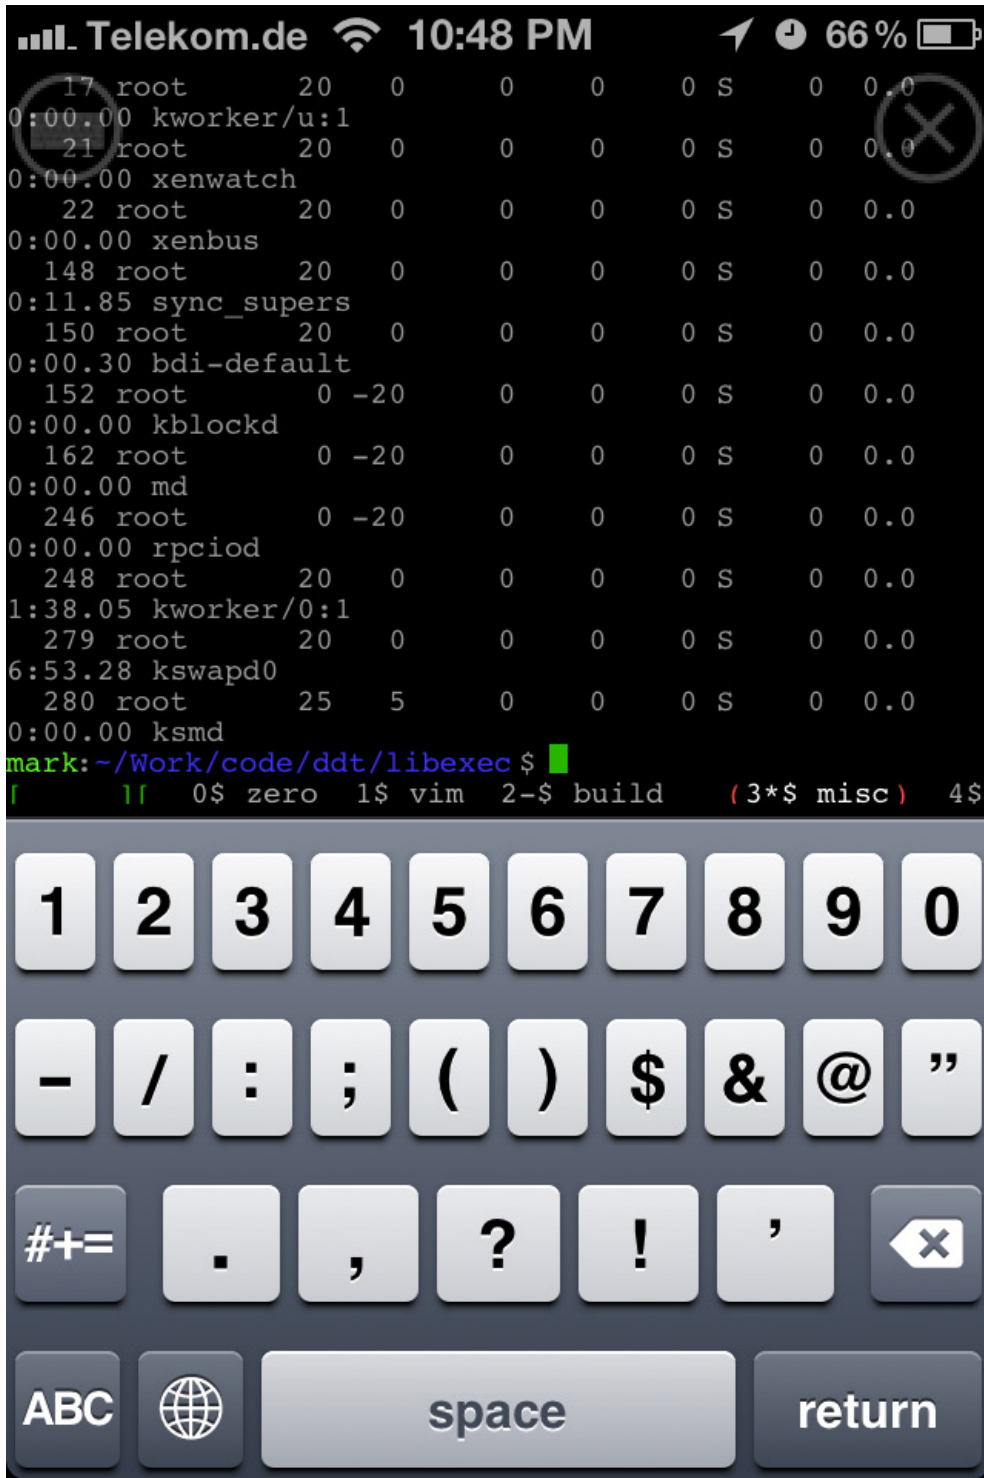 Telekom.de 10:48 PM 66%
17 root 20 0 0 0 0 S 0 0.0
0:00.00 kworker/u:1
21 root 20 0 0 0 0 S 0 0.0
0:00.00 xenwatch
22 root 20 0 0 0 0 S 0 0.0
0:00.00 xenbus
148 root 20 0 0 0 0 S 0 0.0
0:11.85 sync_supers
150 root 20 0 0 0 0 S 0 0.0
0:00.30 bdi-default
152 root 0 -20 0 0 0 S 0 0.0
0:00.00 kblockd
162 root 0 -20 0 0 0 S 0 0.0
0:00.00 md
246 root 0 -20 0 0 0 S 0 0.0
0:00.00 rpciod
248 root 20 0 0 0 0 S 0 0.0
1:38.05 kworker/0:1
279 root 20 0 0 0 0 S 0 0.0
6:53.28 kswapd0
280 root 25 5 0 0 0 S 0 0.0
0:00.00 ksmd
mark:~/Work/code/ddt/libexec $
[ ][ 0$ zero 1$ vim 2-$ build (3*$ misc) 4$
1 2 3 4 5 6 7 8 9 0
- / : ; ( ) $ & @ ”
#+= . , ? ! ’
ABC space return